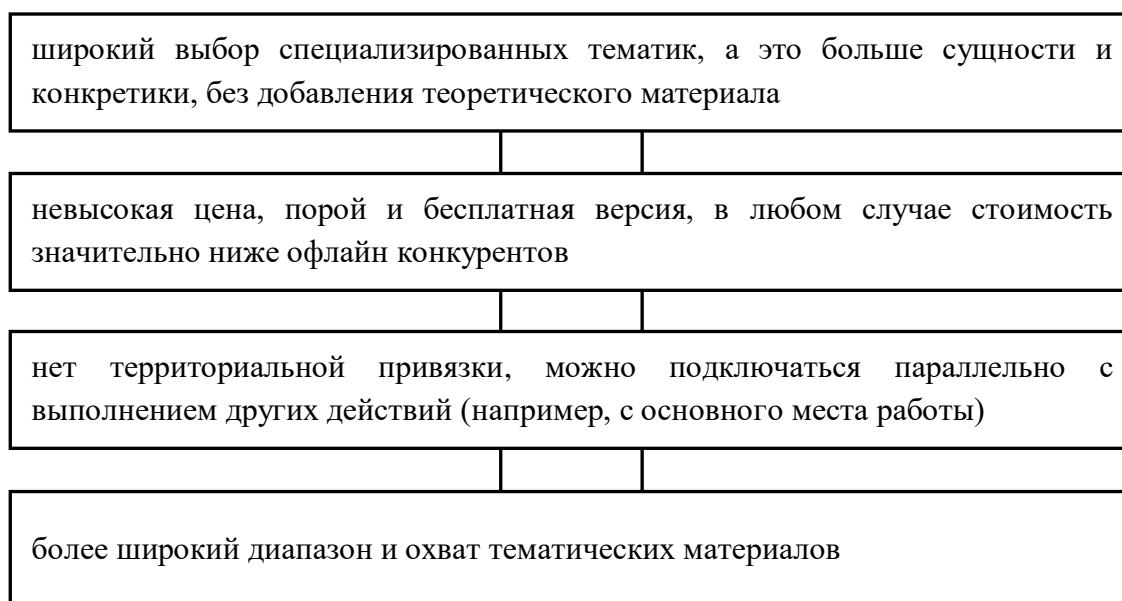 широкий выбор специализированных тематик, а это больше сущности и
конкретики, без добавления теоретического материала
невысокая цена, порой и бесплатная версия, в любом случае стоимость
значительно ниже офлайн конкурентов
нет территориальной привязки, можно подключаться параллельно с
выполнением других действий (например, с основного места работы)
более широкий диапазон и охват тематических материалов